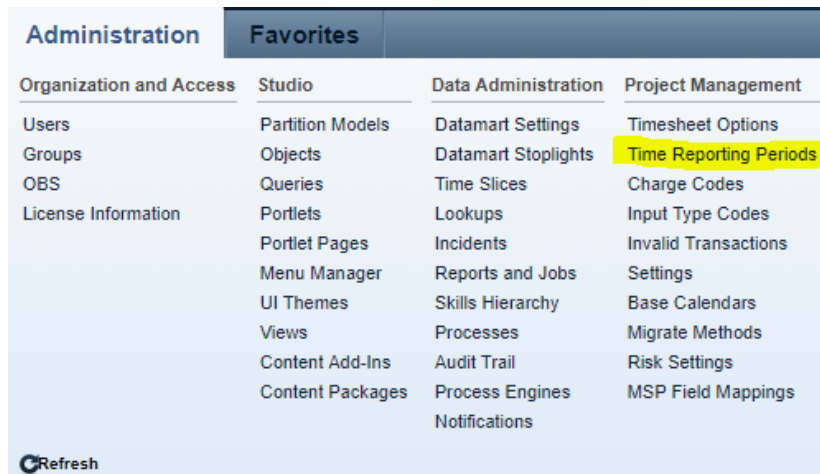 Administration
Favorites
Organization and Access
Users
Groups
OBS
License Information
Studio
Partition Models
Objects
Queries
Portlets
Portlet Pages
Menu Manager
UI Themes
Views
Content Add-Ins
Content Packages
Data Administration
Datamart Settings
Datamart Stoplights
Time Slices
Lookups
Incidents
Reports and Jobs
Skills Hierarchy
Processes
Audit Trail
Process Engines
Notifications
Project Management
Timesheet Options
Time Reporting Periods
Charge Codes
Input Type Codes
Invalid Transactions
Settings
Base Calendars
Migrate Methods
Risk Settings
MSP Field Mappings
Refresh